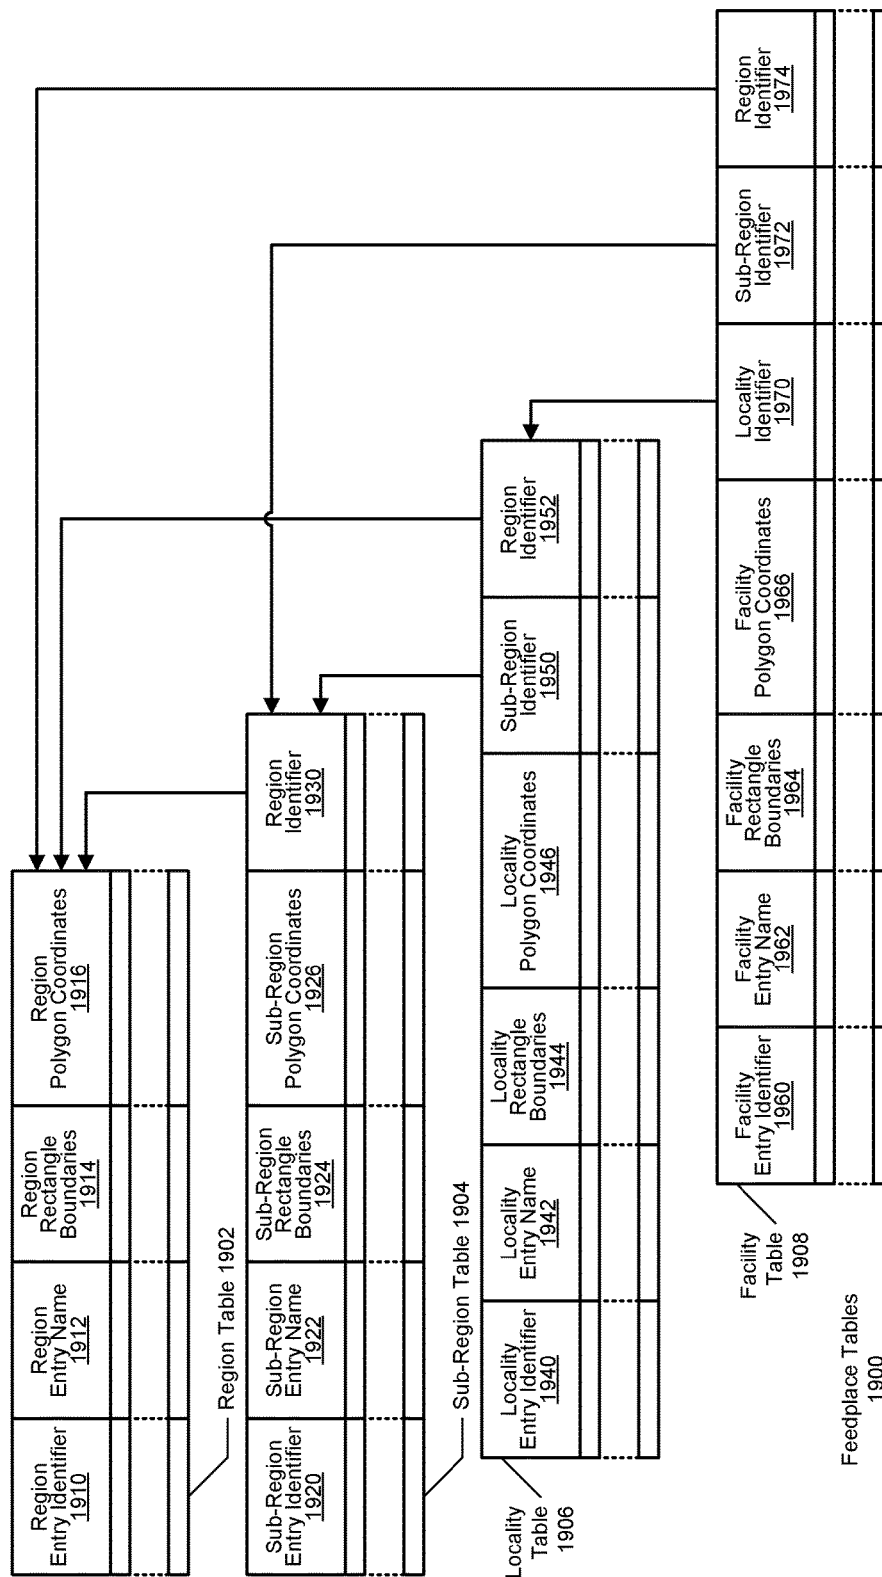 Region
Entry Identifier
1910
Region
Entry Name
1912
Region
Rectangle
Boundaries
1914
Region
Polygon Coordinates
1916
Region Table 1902
Sub-Region
Entry Identifier
1920
Sub-Region
Entry Name
1922
Sub-Region
Rectangle
Boundaries
1924
Sub-Region
Polygon Coordinates
1926
Region
Identifier
1930
Sub-Region Table 1904
Locality
Entry Identifier
1940
Locality
Entry Name
1942
Locality
Rectangle
Boundaries
1944
Locality
Polygon Coordinates
1946
Sub-Region
Identifier
1950
Region
Identifier
1952
Locality
Table
1906
Facility
Entry Identifier
1960
Facility
Entry Name
1962
Facility
Rectangle
Boundaries
1964
Facility
Polygon Coordinates
1966
Locality
Identifier
1970
Sub-Region
Identifier
1972
Region
Identifier
1974
Facility
Table
1908
Feedplace Tables
1900